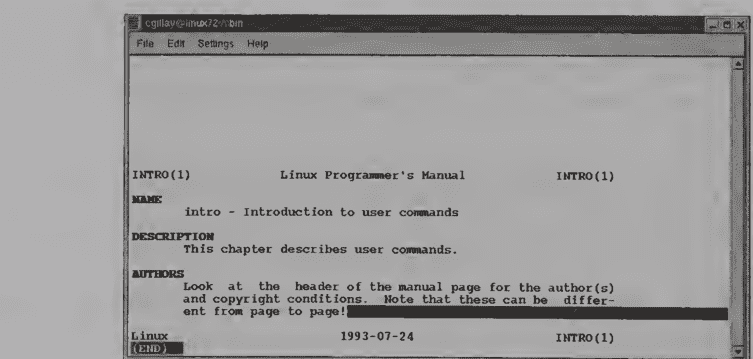 cgillay@linux72:~/bin
File Edit Settings Help
INTRO(1) Linux Programmer's Manual INTRO(1)
NAME
intro - Introduction to user commands
DESCRIPTION
This chapter describes user commands.
AUTHORS
Look at the header of the manual page for the author(s)
and copyright conditions. Note that these can be differ-
ent from page to page!
Linux 1993-07-24 INTRO(1)
(END)